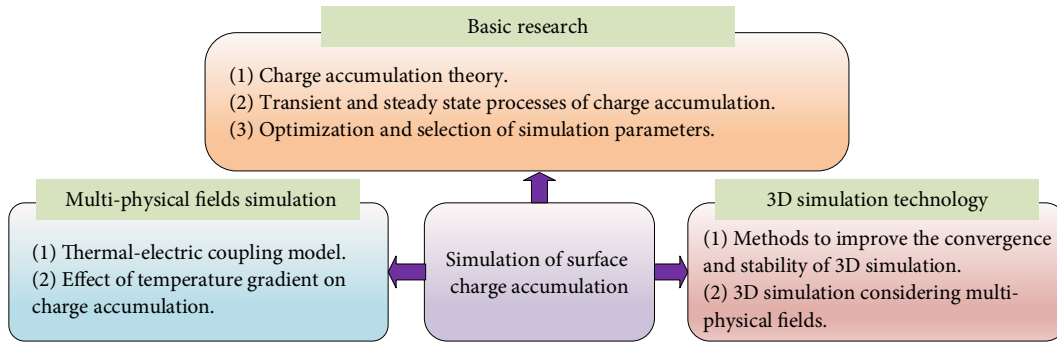 Basic research
(1) Charge accumulation theory.
(2) Transient and steady state processes of charge accumulation.
(3) Optimization and selection of simulation parameters.
Multi-physical fields simulation
(1) Thermal-electric coupling model.
(2) Effect of temperature gradient on
charge accumulation.
Simulation of surface
charge accumulation
3D simulation technology
(1) Methods to improve the convergence
and stability of 3D simulation.
(2) 3D simulation considering multi-
physical fields.